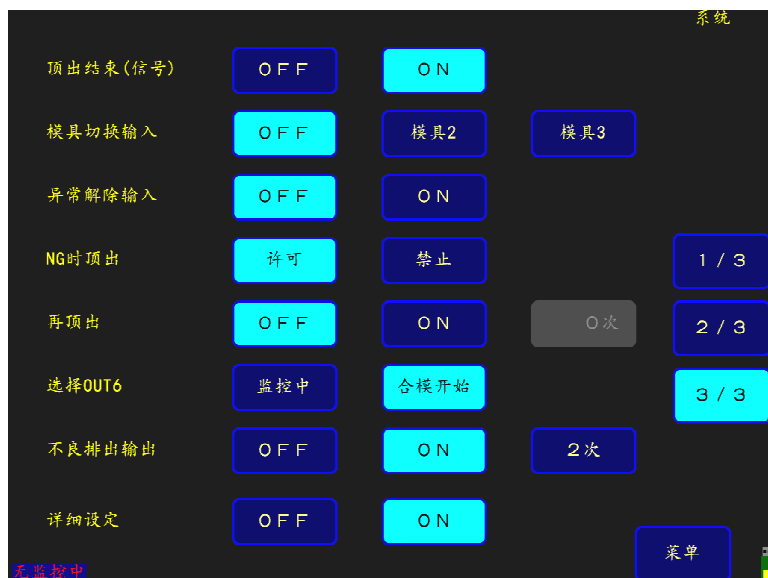 系统
顶出结束(信号) OFF ON
模具切换输入 OFF 模具2 模具3
异常解除输入 OFF ON
NG时顶出 许可 禁止 1/3
再顶出 OFF ON 0次 2/3
选择OUT6 监控中 合模开始 3/3
不良排出输出 OFF ON 2次
详细设定 OFF ON
菜单
无监控中